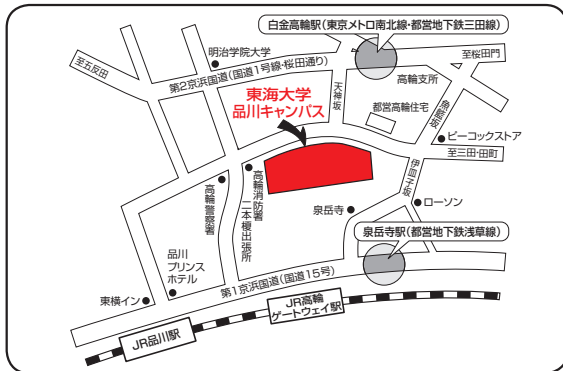 白金高輪駅(東京メトロ南北線・都営地下鉄三田線)
明治学院大学
至五反田
第2京浜国道(国道1号線・桜田通り)
至桜田門
高輪支所
天神坂
都営高輪住宅
魚籃坂
東海大学
品川キャンパス
ピーコックストア
至三田・田町
伊皿子坂
高輪消防署
二本榎出張所
高輪警察署
泉岳寺
ローソン
泉岳寺駅(都営地下鉄浅草線)
品川
プリンス
ホテル
第1京浜国道(国道15号)
東横イン
JR高輪
ゲートウェイ駅
JR品川駅